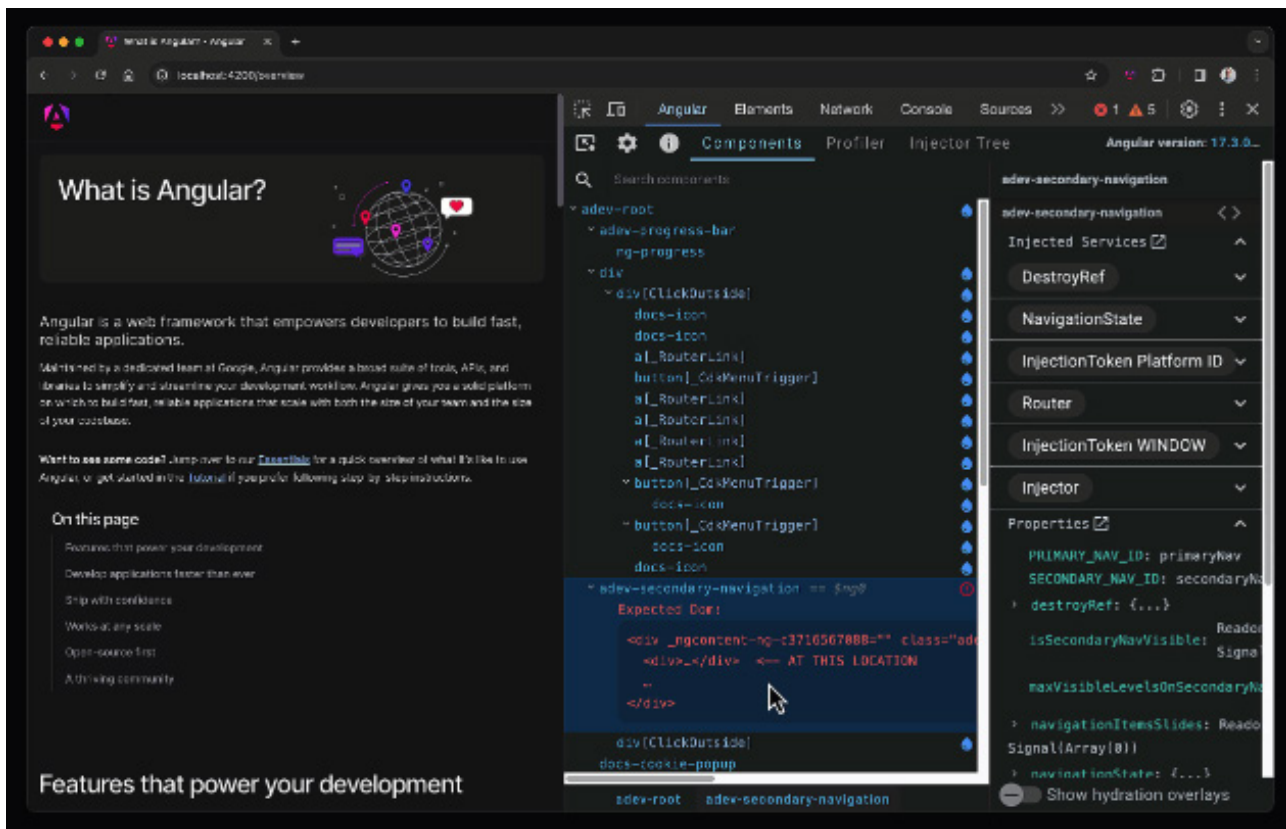 What is Angular? - Angular
localhost:4200/overview
What is Angular?
Angular is a web framework that empowers developers to build fast,
reliable applications.
Maintained by a dedicated team at Google, Angular provides a broad suite of tools, APIs, and
libraries to simplify and streamline your development workflow. Angular gives you a solid platform
on which to build fast, reliable applications that scale with both the size of your team and the size
of your codebase.
Want to see some code? Jump over to our Essentials for a quick overview of what it's like to use
Angular, or get started in the Tutorial if you prefer following step-by-step instructions.
On this page
Features that power your development
Develop applications faster than ever
Ship with confidence
Works at any scale
Open-source first
A thriving community
Features that power your development
Angular Elements Network Console Sources 1 5
Components Profiler Injector Tree Angular version: 17.3.0...
Search components
adev-root
adev-progress-bar
ng-progress
div
div[ClickOutside]
docs-icon
docs-icon
a[_RouterLink]
button[_CdkMenuTrigger]
a[_RouterLink]
a[_RouterLink]
a[_RouterLink]
a[_RouterLink]
button[_CdkMenuTrigger]
docs-icon
button[_CdkMenuTrigger]
docs-icon
docs-icon
adev-secondary-navigation == $ng0
Expected Dom:
<div _ngcontent-ng-c3716567088="" class="ade
<div>…</div> <-- AT THIS LOCATION
…
</div>
div[ClickOutside]
docs-cookie-popup
adev-root adev-secondary-navigation
adev-secondary-navigation
adev-secondary-navigation < >
Injected Services
DestroyRef
NavigationState
InjectionToken Platform ID
Router
InjectionToken WINDOW
Injector
Properties
PRIMARY_NAV_ID: primaryNav
SECONDARY_NAV_ID: secondaryNa
destroyRef: {...}
isSecondaryNavVisible: Reado
Signal
maxVisibleLevelsOnSecondaryNa
navigationItemsSlides: Reado
Signal(Array(0))
navigationState: {...}
Show hydration overlays